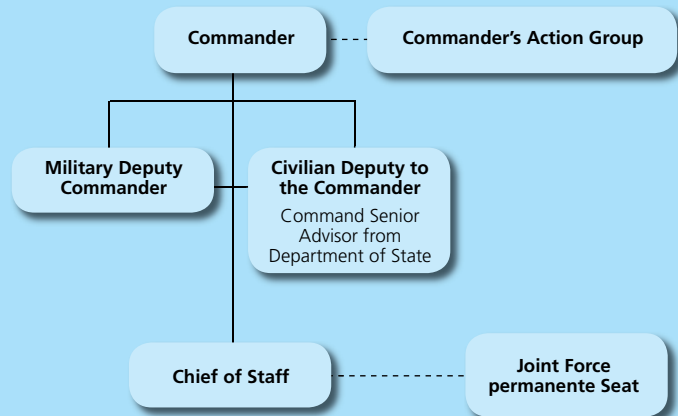 Commander
Commander’s Action Group
Military Deputy
Commander
Civilian Deputy to
the Commander
Command Senior
Advisor from
Department of State
Chief of Staff
Joint Force
permanente Seat